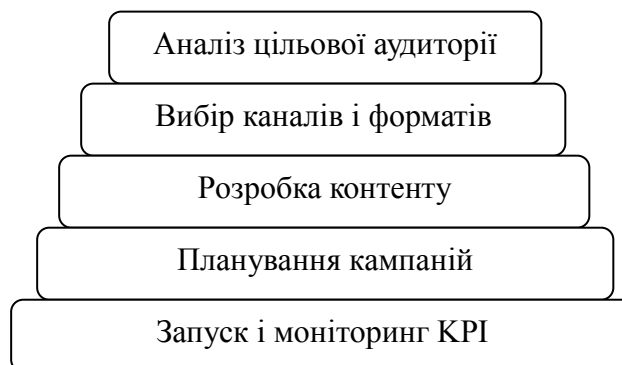 Аналіз цільової аудиторії
Вибір каналів і форматів
Розробка контенту
Планування кампаній
Запуск і моніторинг KPI